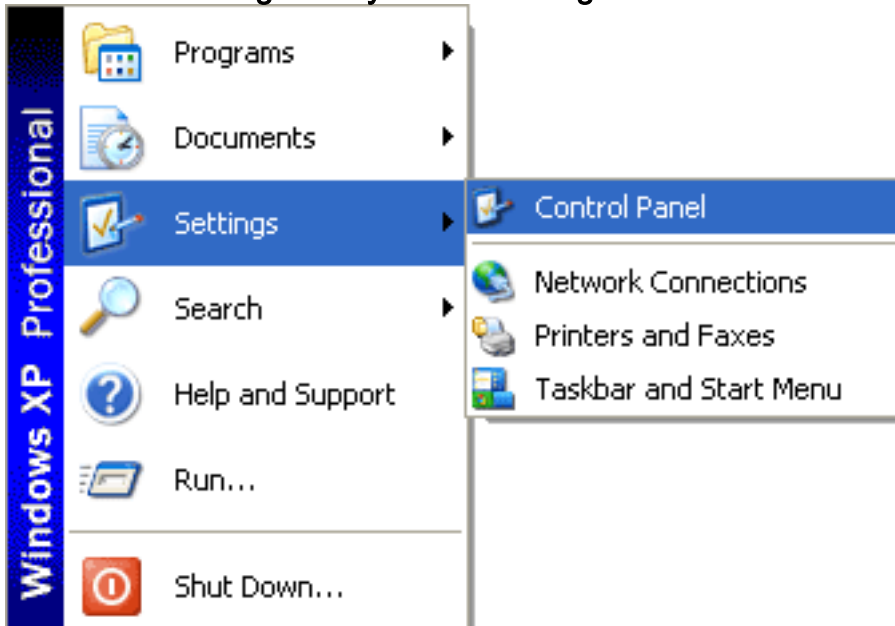 Programs
Documents
Settings
Search
Help and Support
Run...
Shut Down...
Control Panel
Network Connections
Printers and Faxes
Taskbar and Start Menu
Windows XP Professional